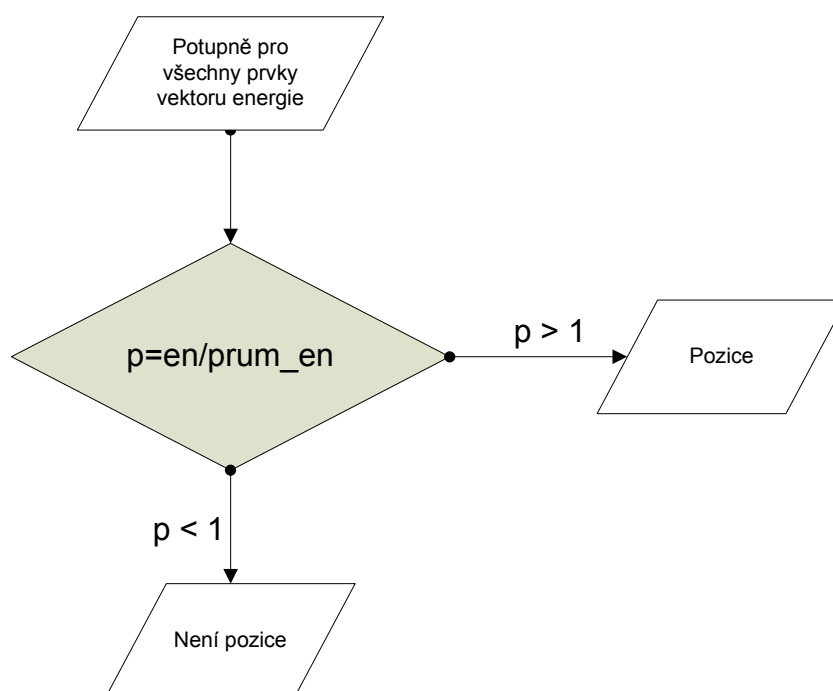 Potupně pro
všechny prvky
vektoru energie
p=en/prum_en
p > 1
Pozice
p < 1
Není pozice